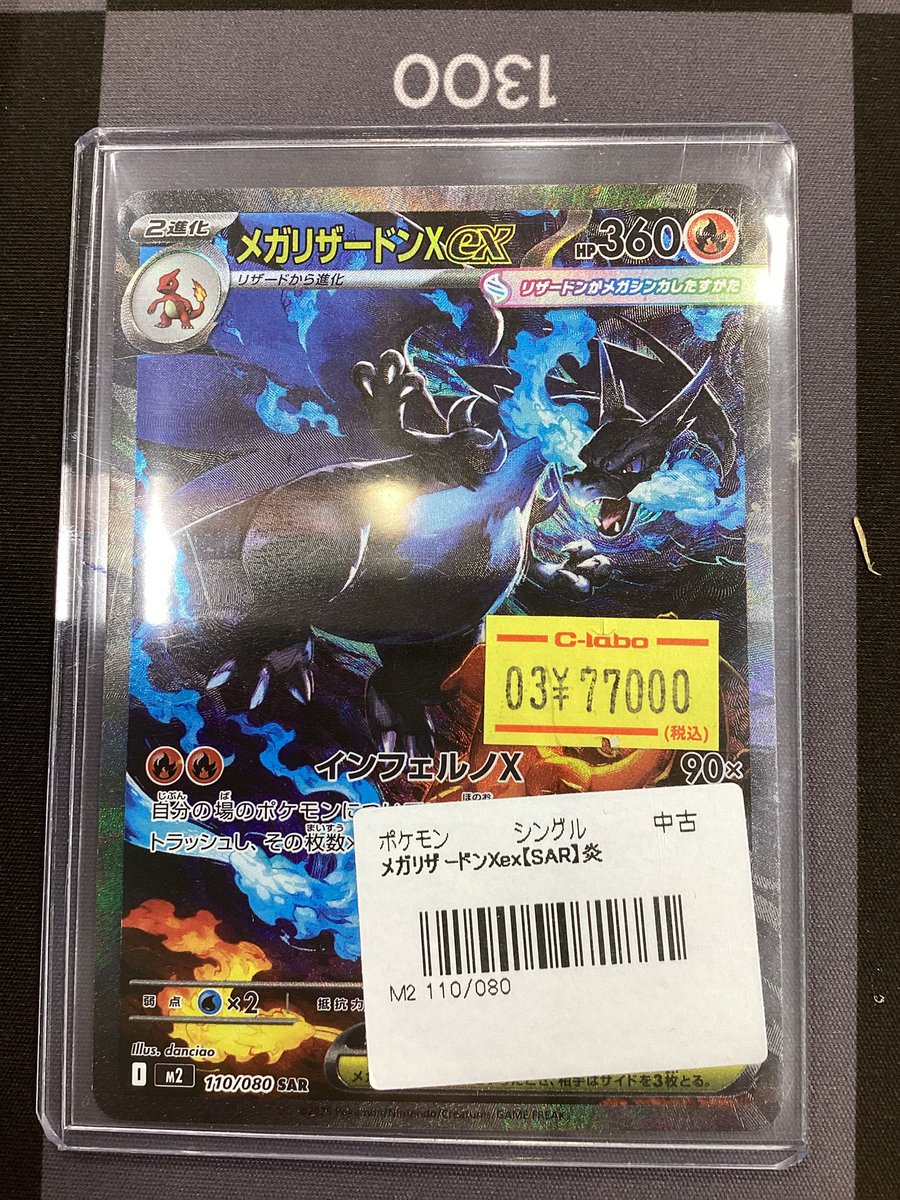 1300
2進化
メガリザードンXex
HP360
リザードから進化
リザードンがメガシンカしたすがた
C-labo
03¥77000
(税込)
インフェルノX
90×
自分の場のポケモンに
トラッシュし、その枚数×
ポケモン シングル 中古
メガリザードンXex【SAR】炎
M2 110/080
弱点 ×2 抵抗力
Illus. danciao
I M2 110/080 SAR
相手はサイドを3枚とる。
©2025 Pokémon/Nintendo/Creatures/GAME FREAK